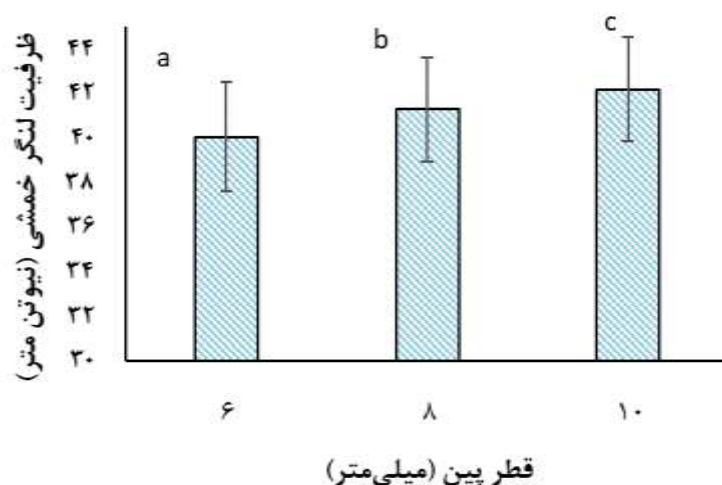 ظرفیت لنگر خمشی (نیوتن متر)
۴۴
۴۲
۴۰
۳۸
۳۶
۳۴
۳۲
۳۰
a
b
c
۶
۸
۱۰
قطر پین (میلی‌متر)